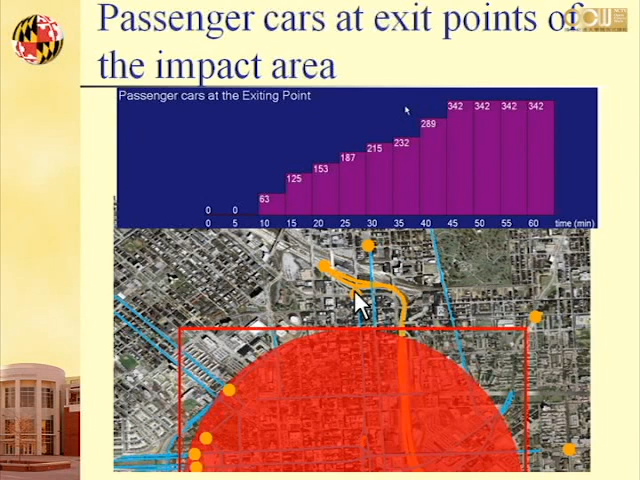 Passenger cars at exit points of
the impact area
Passenger cars at the Exiting Point
0 0 63 125 153 187 215 232 289 342 342 342 342
0 5 10 15 20 25 30 35 40 45 50 55 60 time (min)